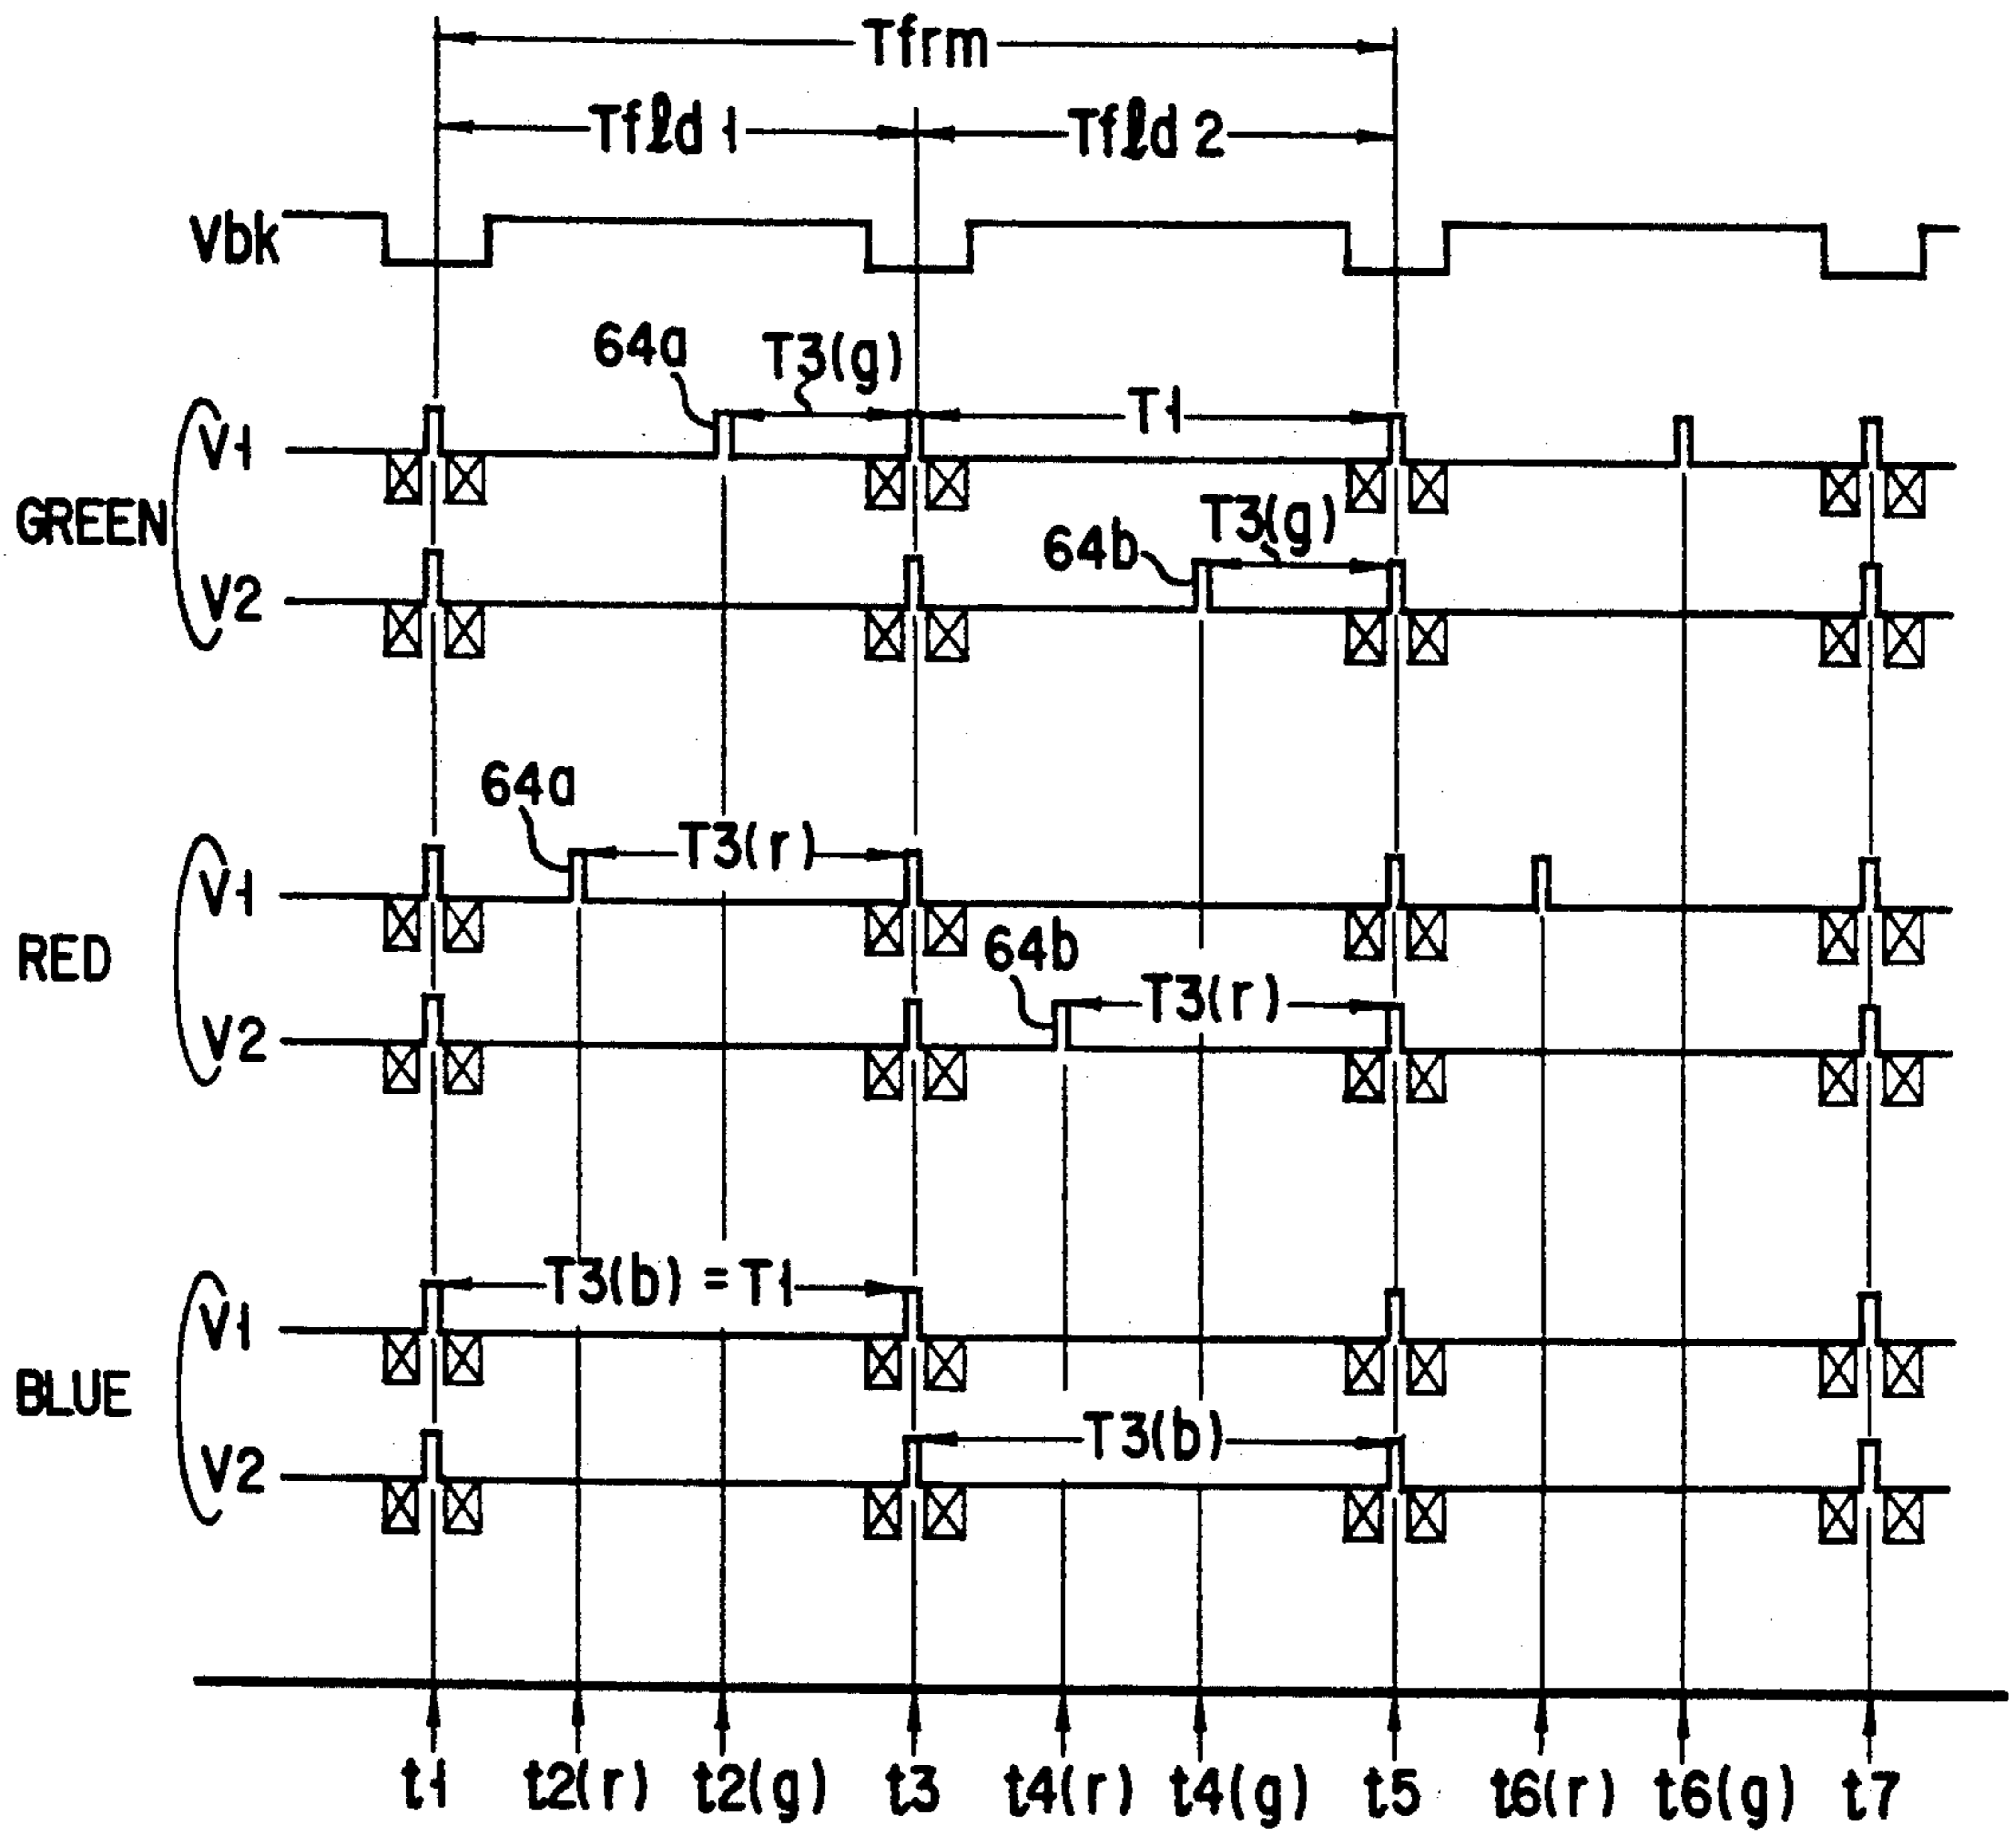 Tfrm
Tfld 1 Tfld 2
Vbk
64a T3(g)
V1 T1
GREEN
64b T3(g)
V2
64a T3(r)
V1
RED
64b T3(r)
V2
T3(b) = T1
V1
BLUE
T3(b)
V2
t1 t2(r) t2(g) t3 t4(r) t4(g) t5 t6(r) t6(g) t7